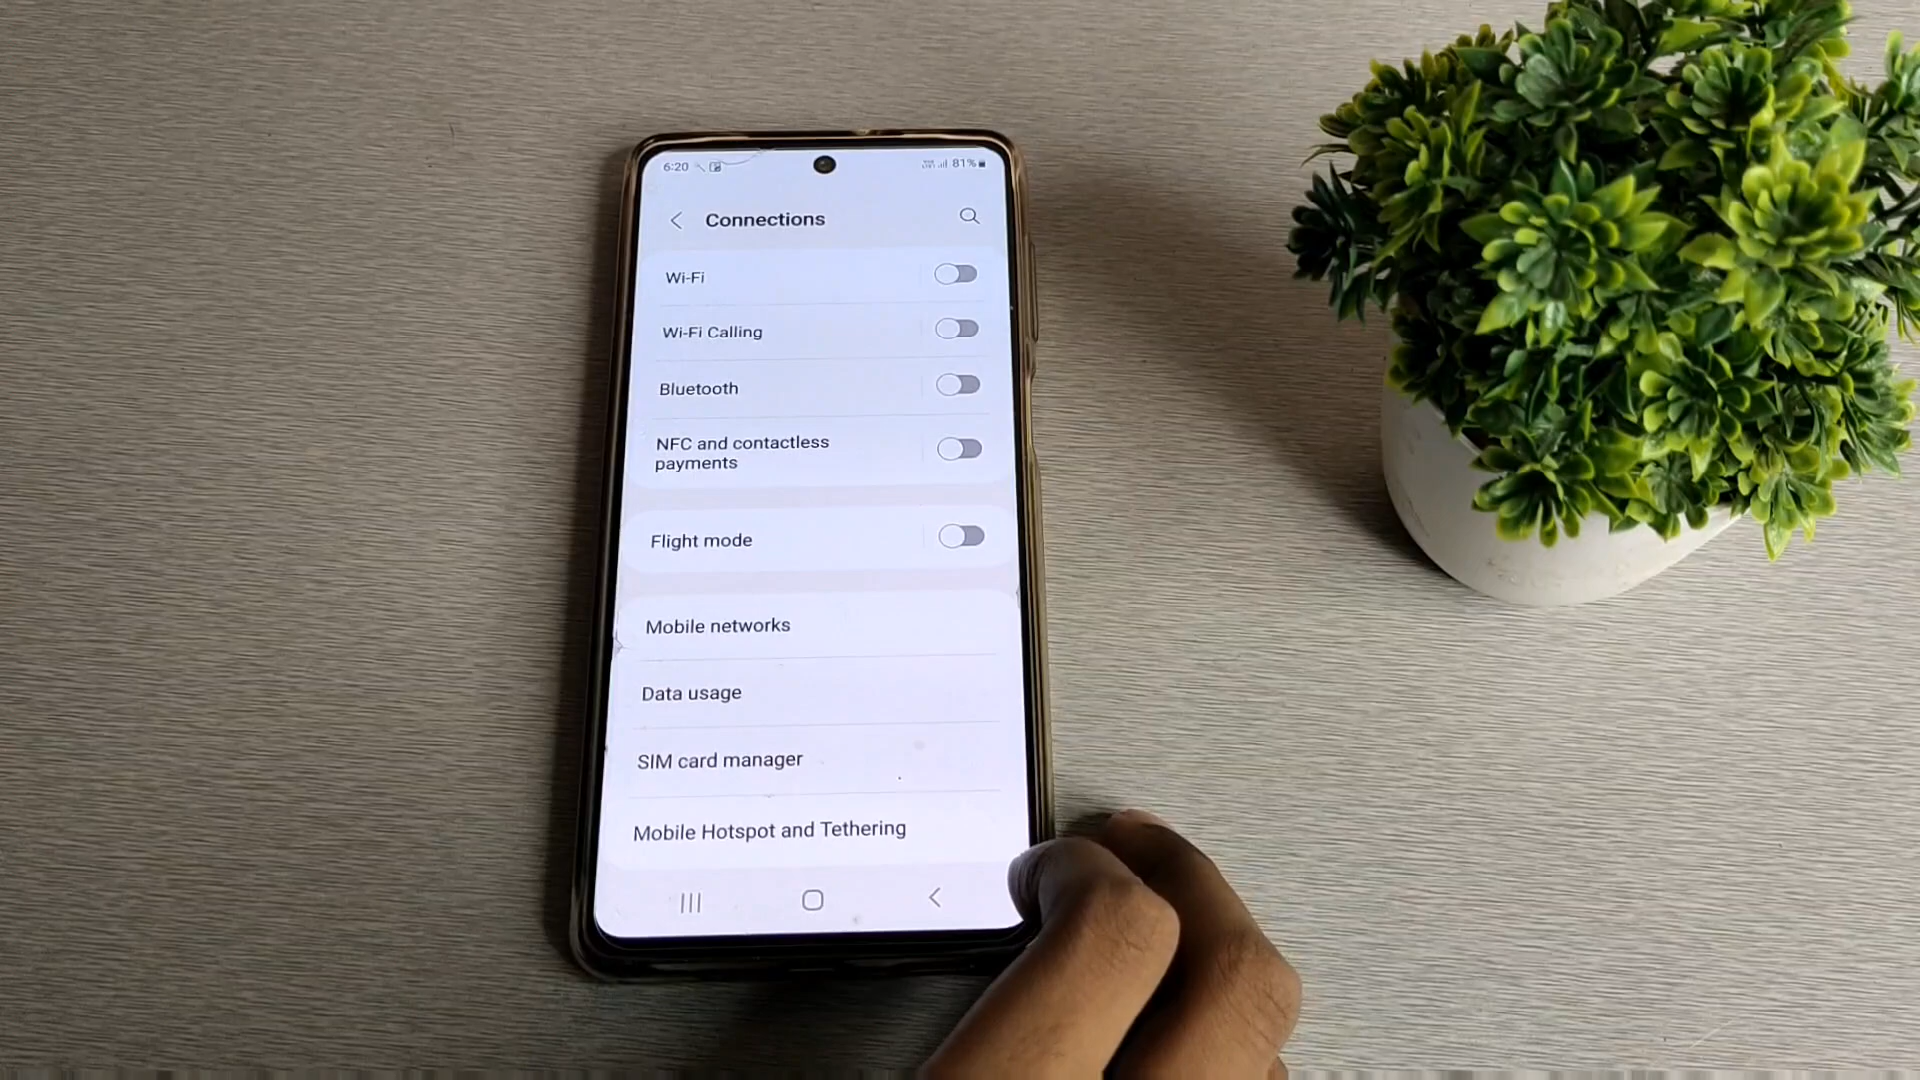 6:20
81%
Connections
Wi-Fi
Wi-Fi Calling
Bluetooth
NFC and contactless
payments
Flight mode
Mobile networks
Data usage
SIM card manager
Mobile Hotspot and Tethering